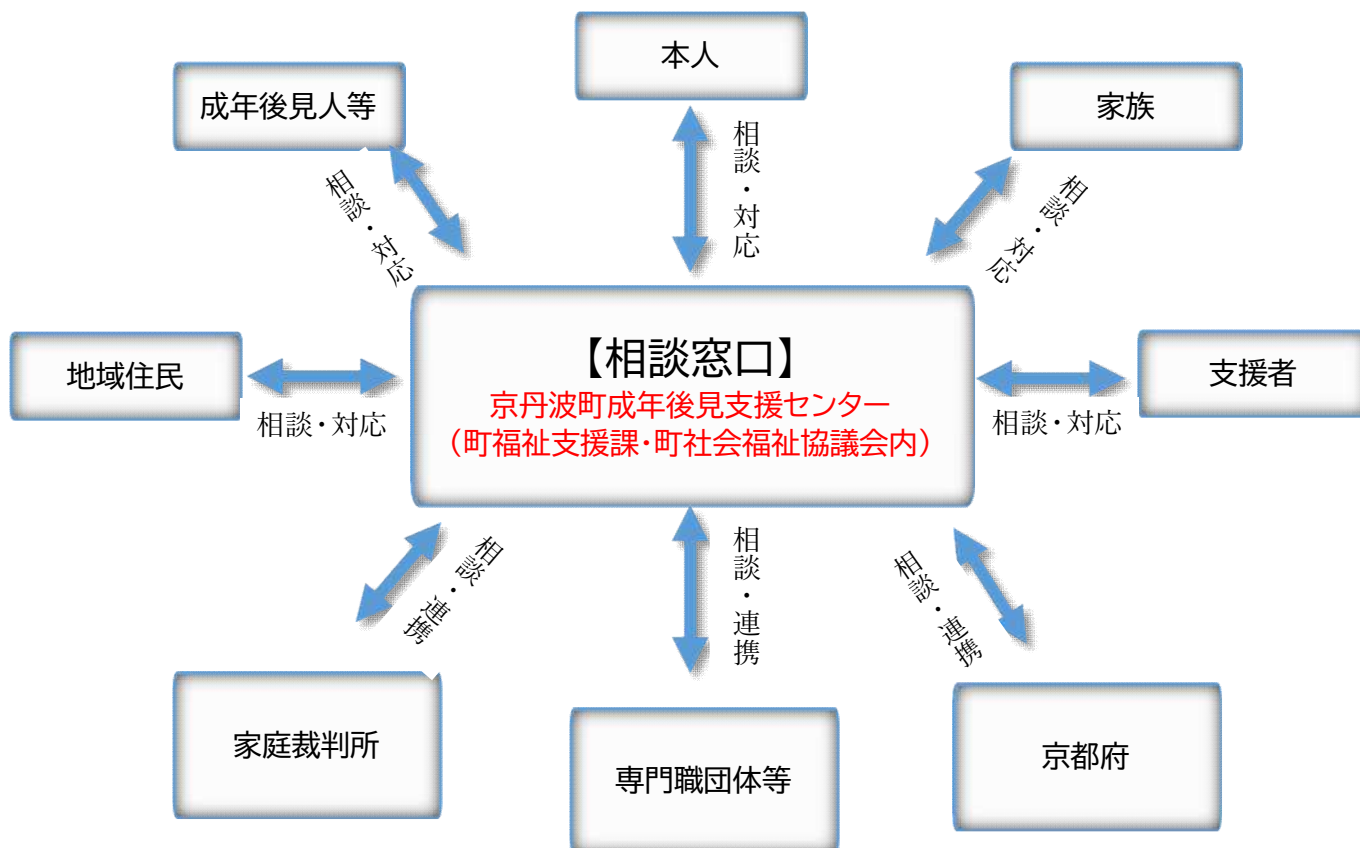 本人
成年後見人等
家族
相談・対応
相談・対応
相談・対応
地域住民
相談・対応
【相談窓口】
京丹波町成年後見支援センター
（町福祉支援課・町社会福祉協議会内）
支援者
相談・対応
相談・連携
相談・連携
相談・連携
家庭裁判所
専門職団体等
京都府